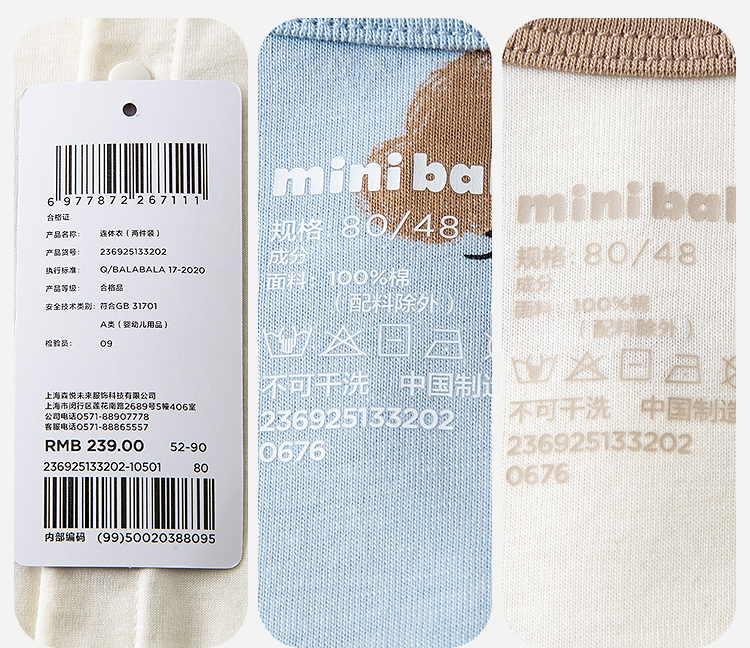 6 977872 267111
合格证
产品名称: 连体衣（两件装）
产品货号: 236925133202
执行标准: Q/BALABALA 17-2020
产品等级: 合格品
安全技术类别: 符合GB 31701
A类（婴幼儿用品）
检验员: 09
上海森悦未来服饰科技有限公司
上海市闵行区莲花南路2689号5幢406室
公司电话0571-88907778
客服电话0571-88865557
RMB 239.00 52-90
236925133202-10501 80
内部编码 (99)50020388095
mini ba
规格: 80/48
成分
面料: 100%棉
（配料除外）
不可干洗 中国制造
236925133202
0676
mini bal
规格: 80/48
成分
面料: 100%棉
（配料除外）
不可干洗 中国制造
236925133202
0676